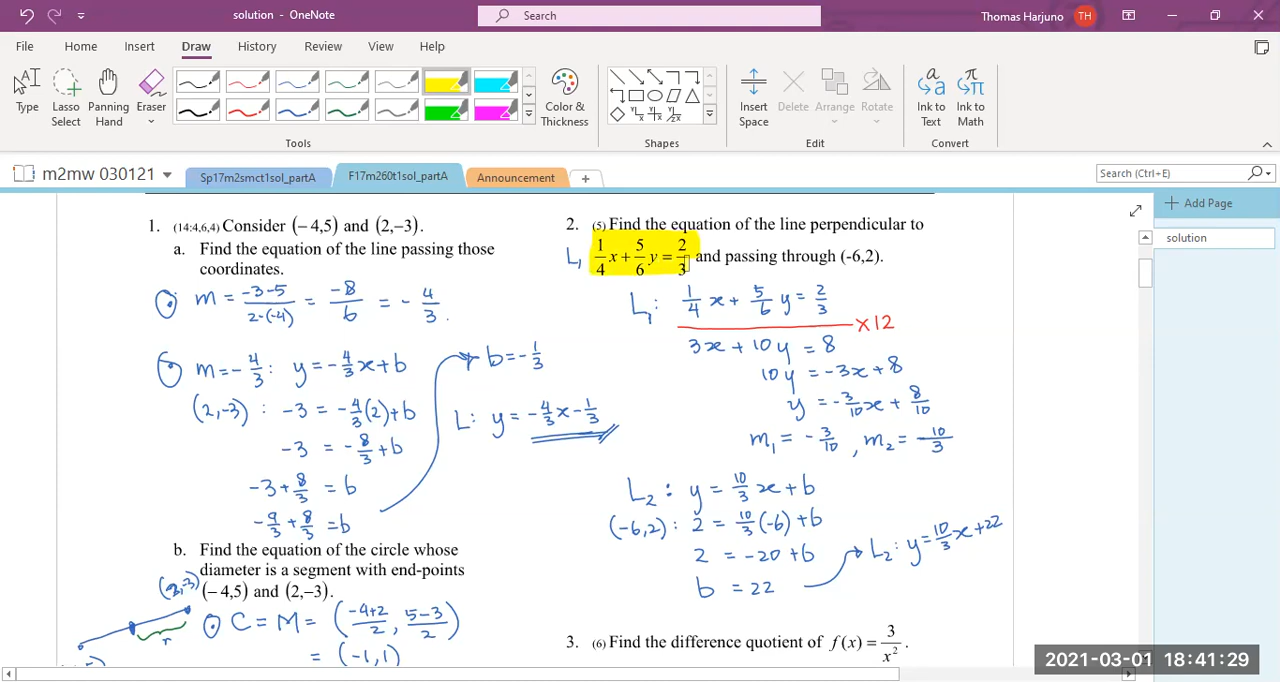 solution - OneNote
Search
Thomas Harjuno TH
File Home Insert Draw History Review View Help
Type
Lasso Select
Panning Hand
Eraser
Color & Thickness
Insert Space
Delete
Arrange
Rotate
Ink to Text
Ink to Math
Tools
Shapes
Edit
Convert
m2mw 030121
Sp17m2smct1sol_partA
F17m260t1sol_partA
Announcement
+
Search (Ctrl+E)
Add Page
solution
1. (14:4,6,4) Consider (−4,5) and (2,−3).
a. Find the equation of the line passing those
coordinates.
m = (-3-5)/(2-(-4)) = -8/6 = -4/3.
m = -4/3 : y = -4/3 x + b
(2,-3) : -3 = -4/3 (2) + b
-3 = -8/3 + b
-3 + 8/3 = b
-9/3 + 8/3 = b
b = -1/3
L: y = -4/3 x - 1/3
b. Find the equation of the circle whose
diameter is a segment with end-points
(−4,5) and (2,−3).
r
C = M = ((-4+2)/2, (5-3)/2)
= (-1,1)
2. (5) Find the equation of the line perpendicular to
L₁ 1/4 x + 5/6 y = 2/3 and passing through (-6,2).
L₁: 1/4 x + 5/6 y = 2/3
×12
3x + 10y = 8
10y = -3x + 8
y = -3/10 x + 8/10
m₁ = -3/10 , m₂ = 10/3
L₂ : y = 10/3 x + b
(-6,2) : 2 = 10/3 (-6) + b
2 = -20 + b
b = 22
L₂: y = 10/3 x + 22
3. (6) Find the difference quotient of f(x) = 3/x².
2021-03-01 18:41:29